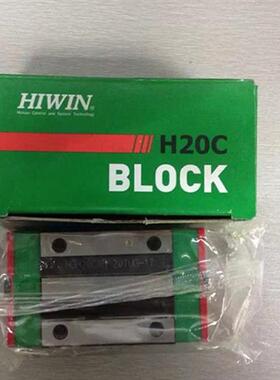 HIWIN®
Motion Control and System Technology
H20C
BLOCK